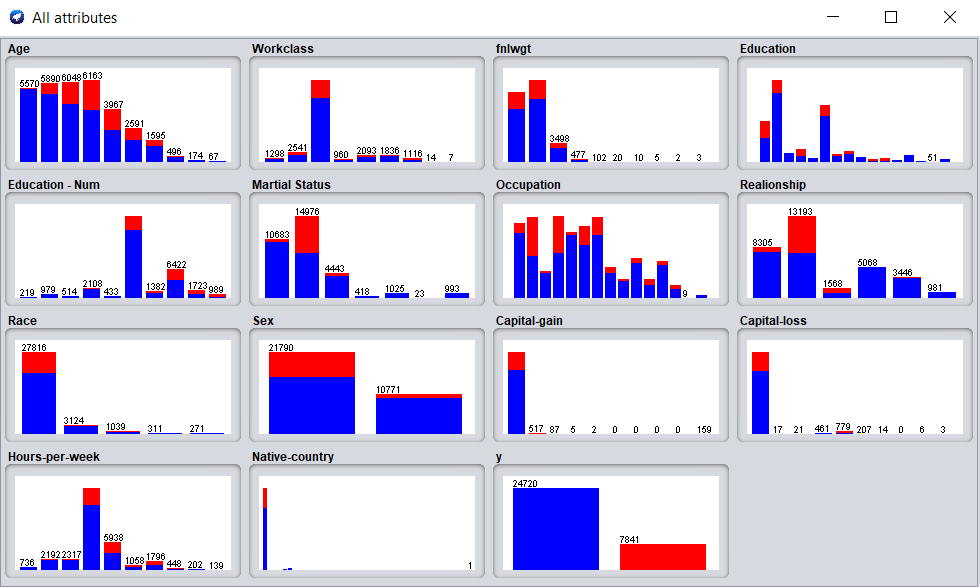 All attributes
Age
5570 5890 6048 6163 3967 2591 1595 496 174 67
Workclass
1298 2541 960 2093 1836 1116 14 7
fnlwgt
3498 477 102 20 10 5 2 3
Education
51
Education - Num
219 979 514 2108 433 1382 6422 1723 989
Martial Status
10683 14976 4443 418 1025 23 993
Occupation
9
Realionship
8305 13193 1568 5068 3446 981
Race
27816 3124 1039 311 271
Sex
21790 10771
Capital-gain
517 87 5 2 0 0 0 0 159
Capital-loss
17 21 461 779 207 14 0 6 3
Hours-per-week
736 2192 2317 5938 1058 1796 448 202 139
Native-country
1
y
24720 7841